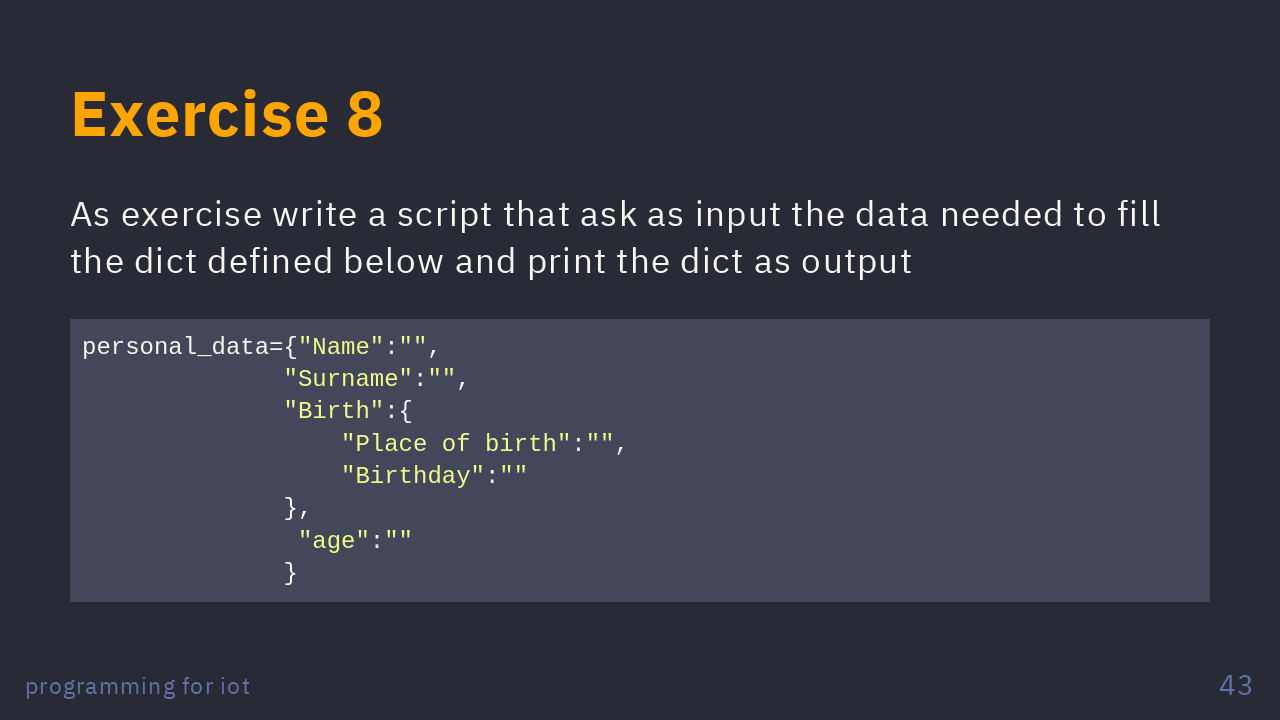 Exercise 8
As exercise write a script that ask as input the data needed to fill
the dict defined below and print the dict as output
personal_data={"Name":"",
              "Surname":"",
              "Birth":{
                  "Place of birth":"",
                  "Birthday":""
              },
               "age":""
              }
programming for iot
43